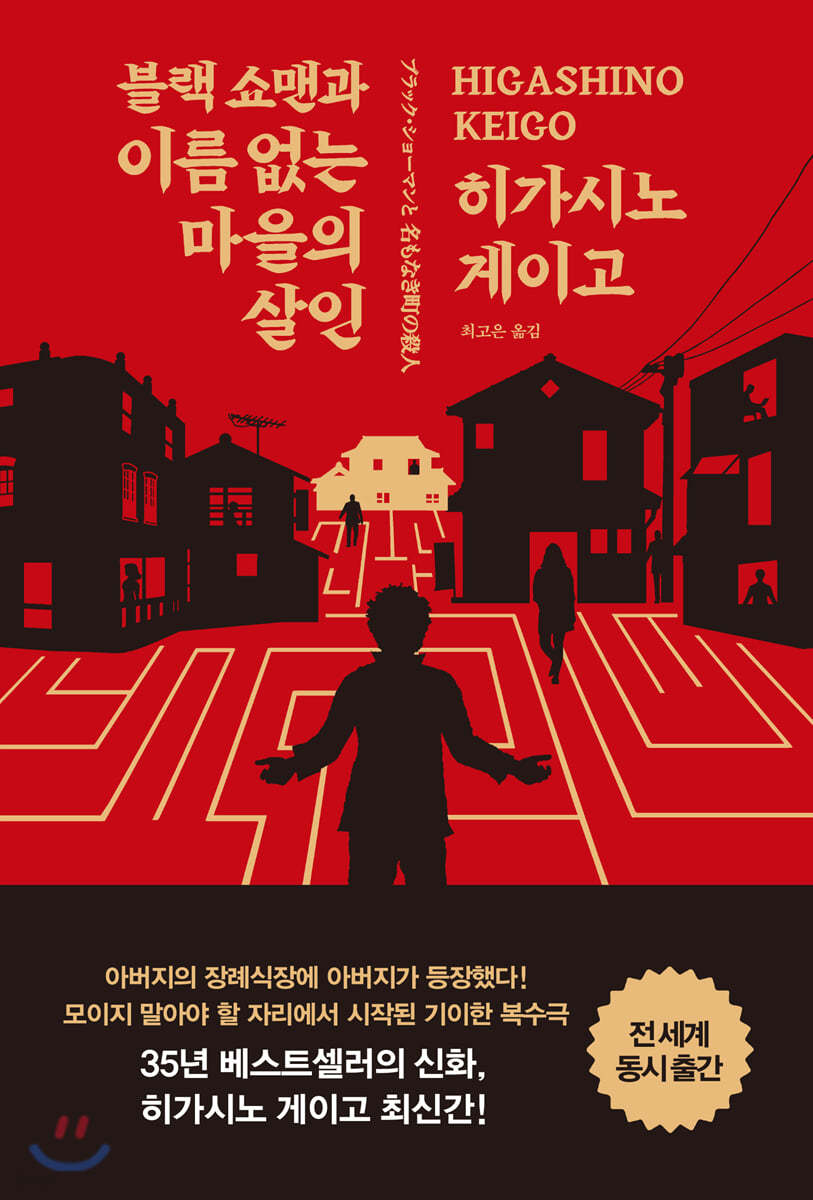 블랙 쇼맨과
이름 없는
마을의
살인
ブラック・ショーマンと 名もなき町の殺人
HIGASHINO
KEIGO
히가시노
게이고
최고은 옮김
아버지의 장례식장에 아버지가 등장했다!
모이지 말아야 할 자리에서 시작된 기이한 복수극
35년 베스트셀러의 신화,
히가시노 게이고 최신간!
전 세계
동시 출간